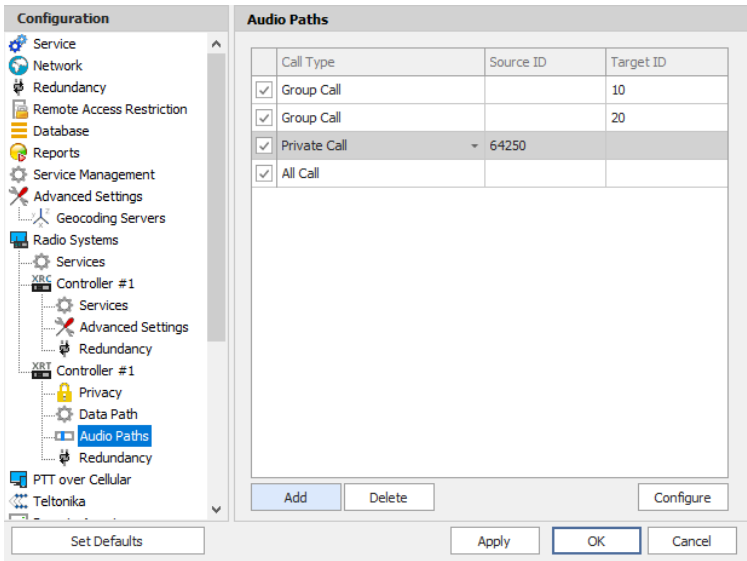 Configuration
Service
Network
Redundancy
Remote Access Restriction
Database
Reports
Service Management
Advanced Settings
Geocoding Servers
Radio Systems
Services
XRC Controller #1
Services
Advanced Settings
Redundancy
XRT Controller #1
Privacy
Data Path
Audio Paths
Redundancy
PTT over Cellular
Teltonika
Set Defaults
Audio Paths
Call Type Source ID Target ID
Group Call 10
Group Call 20
Private Call 64250
All Call
Add Delete Configure
Apply OK Cancel